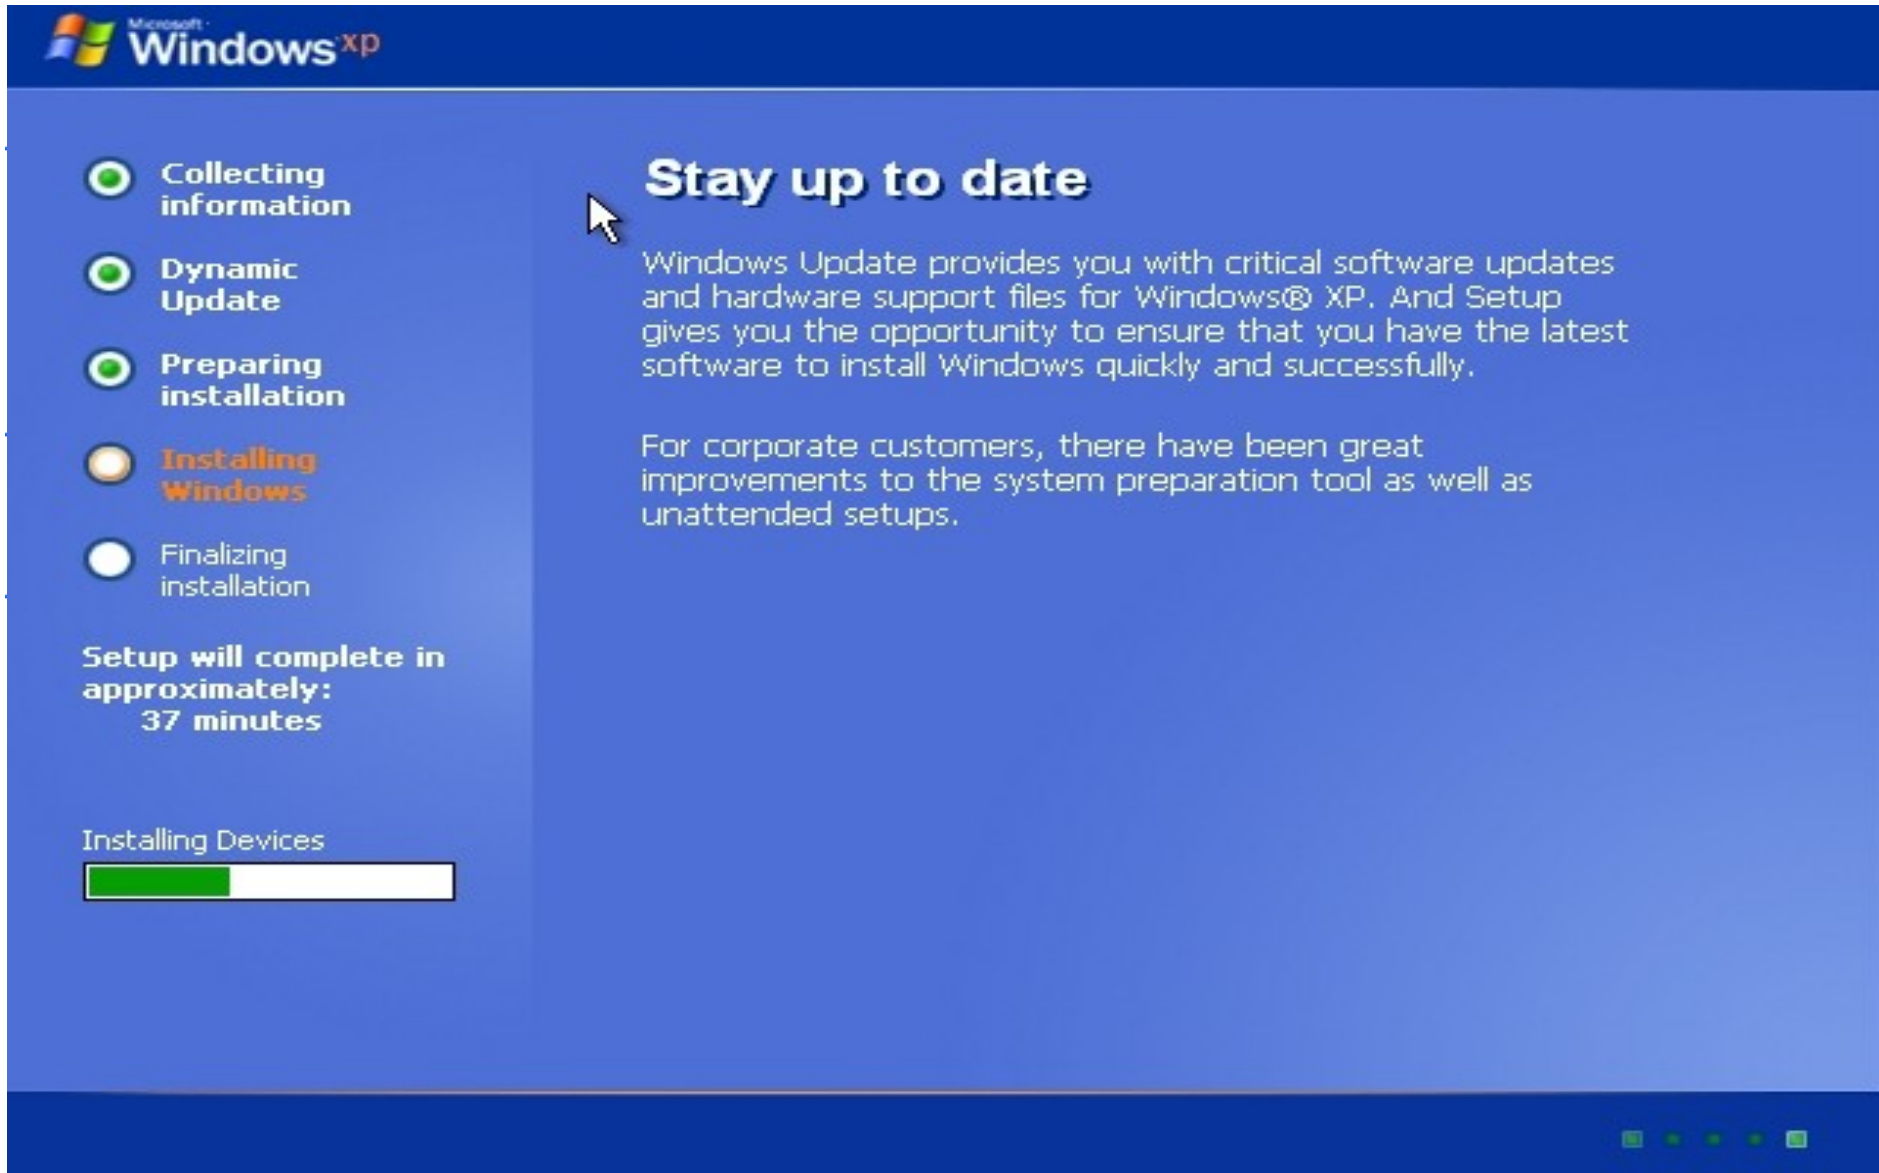 Microsoft
Windows xp
Collecting
information
Dynamic
Update
Preparing
installation
Installing
Windows
Finalizing
installation
Setup will complete in
approximately:
37 minutes
Installing Devices
Stay up to date
Windows Update provides you with critical software updates
and hardware support files for Windows® XP. And Setup
gives you the opportunity to ensure that you have the latest
software to install Windows quickly and successfully.
For corporate customers, there have been great
improvements to the system preparation tool as well as
unattended setups.